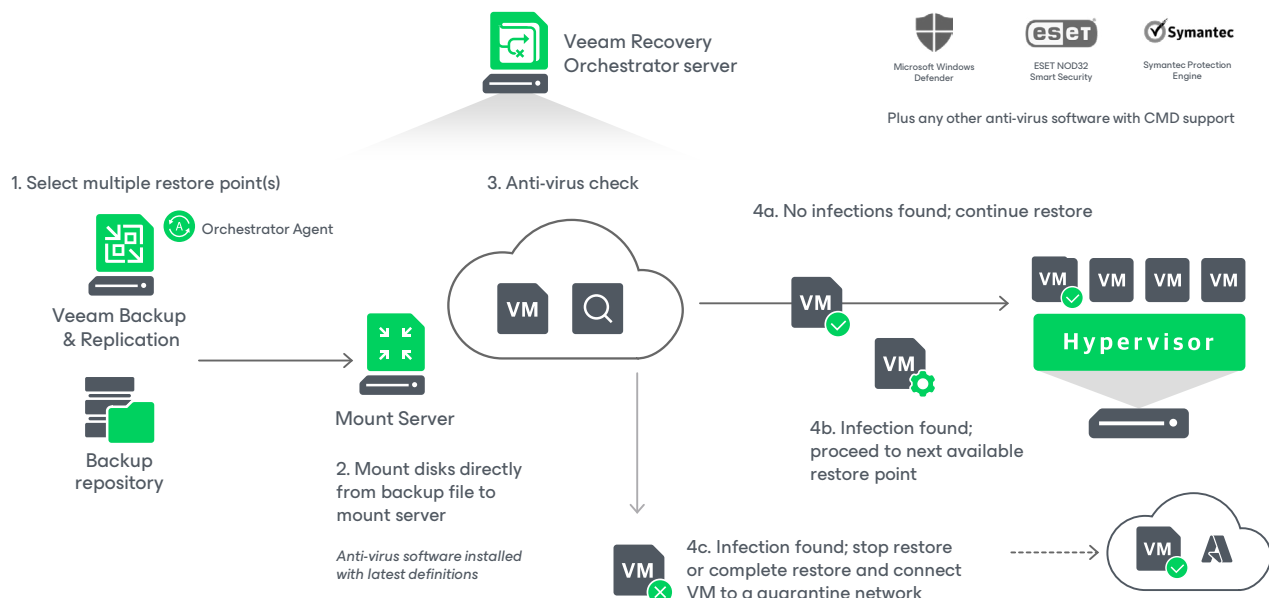 Veeam Recovery
Orchestrator server
Microsoft Windows
Defender
eseT
ESET NOD32
Smart Security
Symantec
Symantec Protection
Engine
Plus any other anti-virus software with CMD support
1. Select multiple restore point(s)
A
Orchestrator Agent
Veeam Backup
& Replication
Backup
repository
Mount Server
2. Mount disks directly
from backup file to
mount server
Anti-virus software installed
with latest definitions
3. Anti-virus check
VM
4a. No infections found; continue restore
VM
VM
VM
VM
VM
Hypervisor
VM
4b. Infection found;
proceed to next available
restore point
VM
4c. Infection found; stop restore
or complete restore and connect
VM to a quarantine network
VM